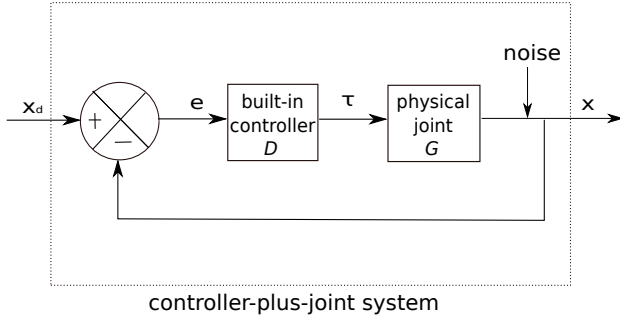 noise
x_d
+
−
e
built-in
controller
D
τ
physical
joint
G
x
controller-plus-joint system